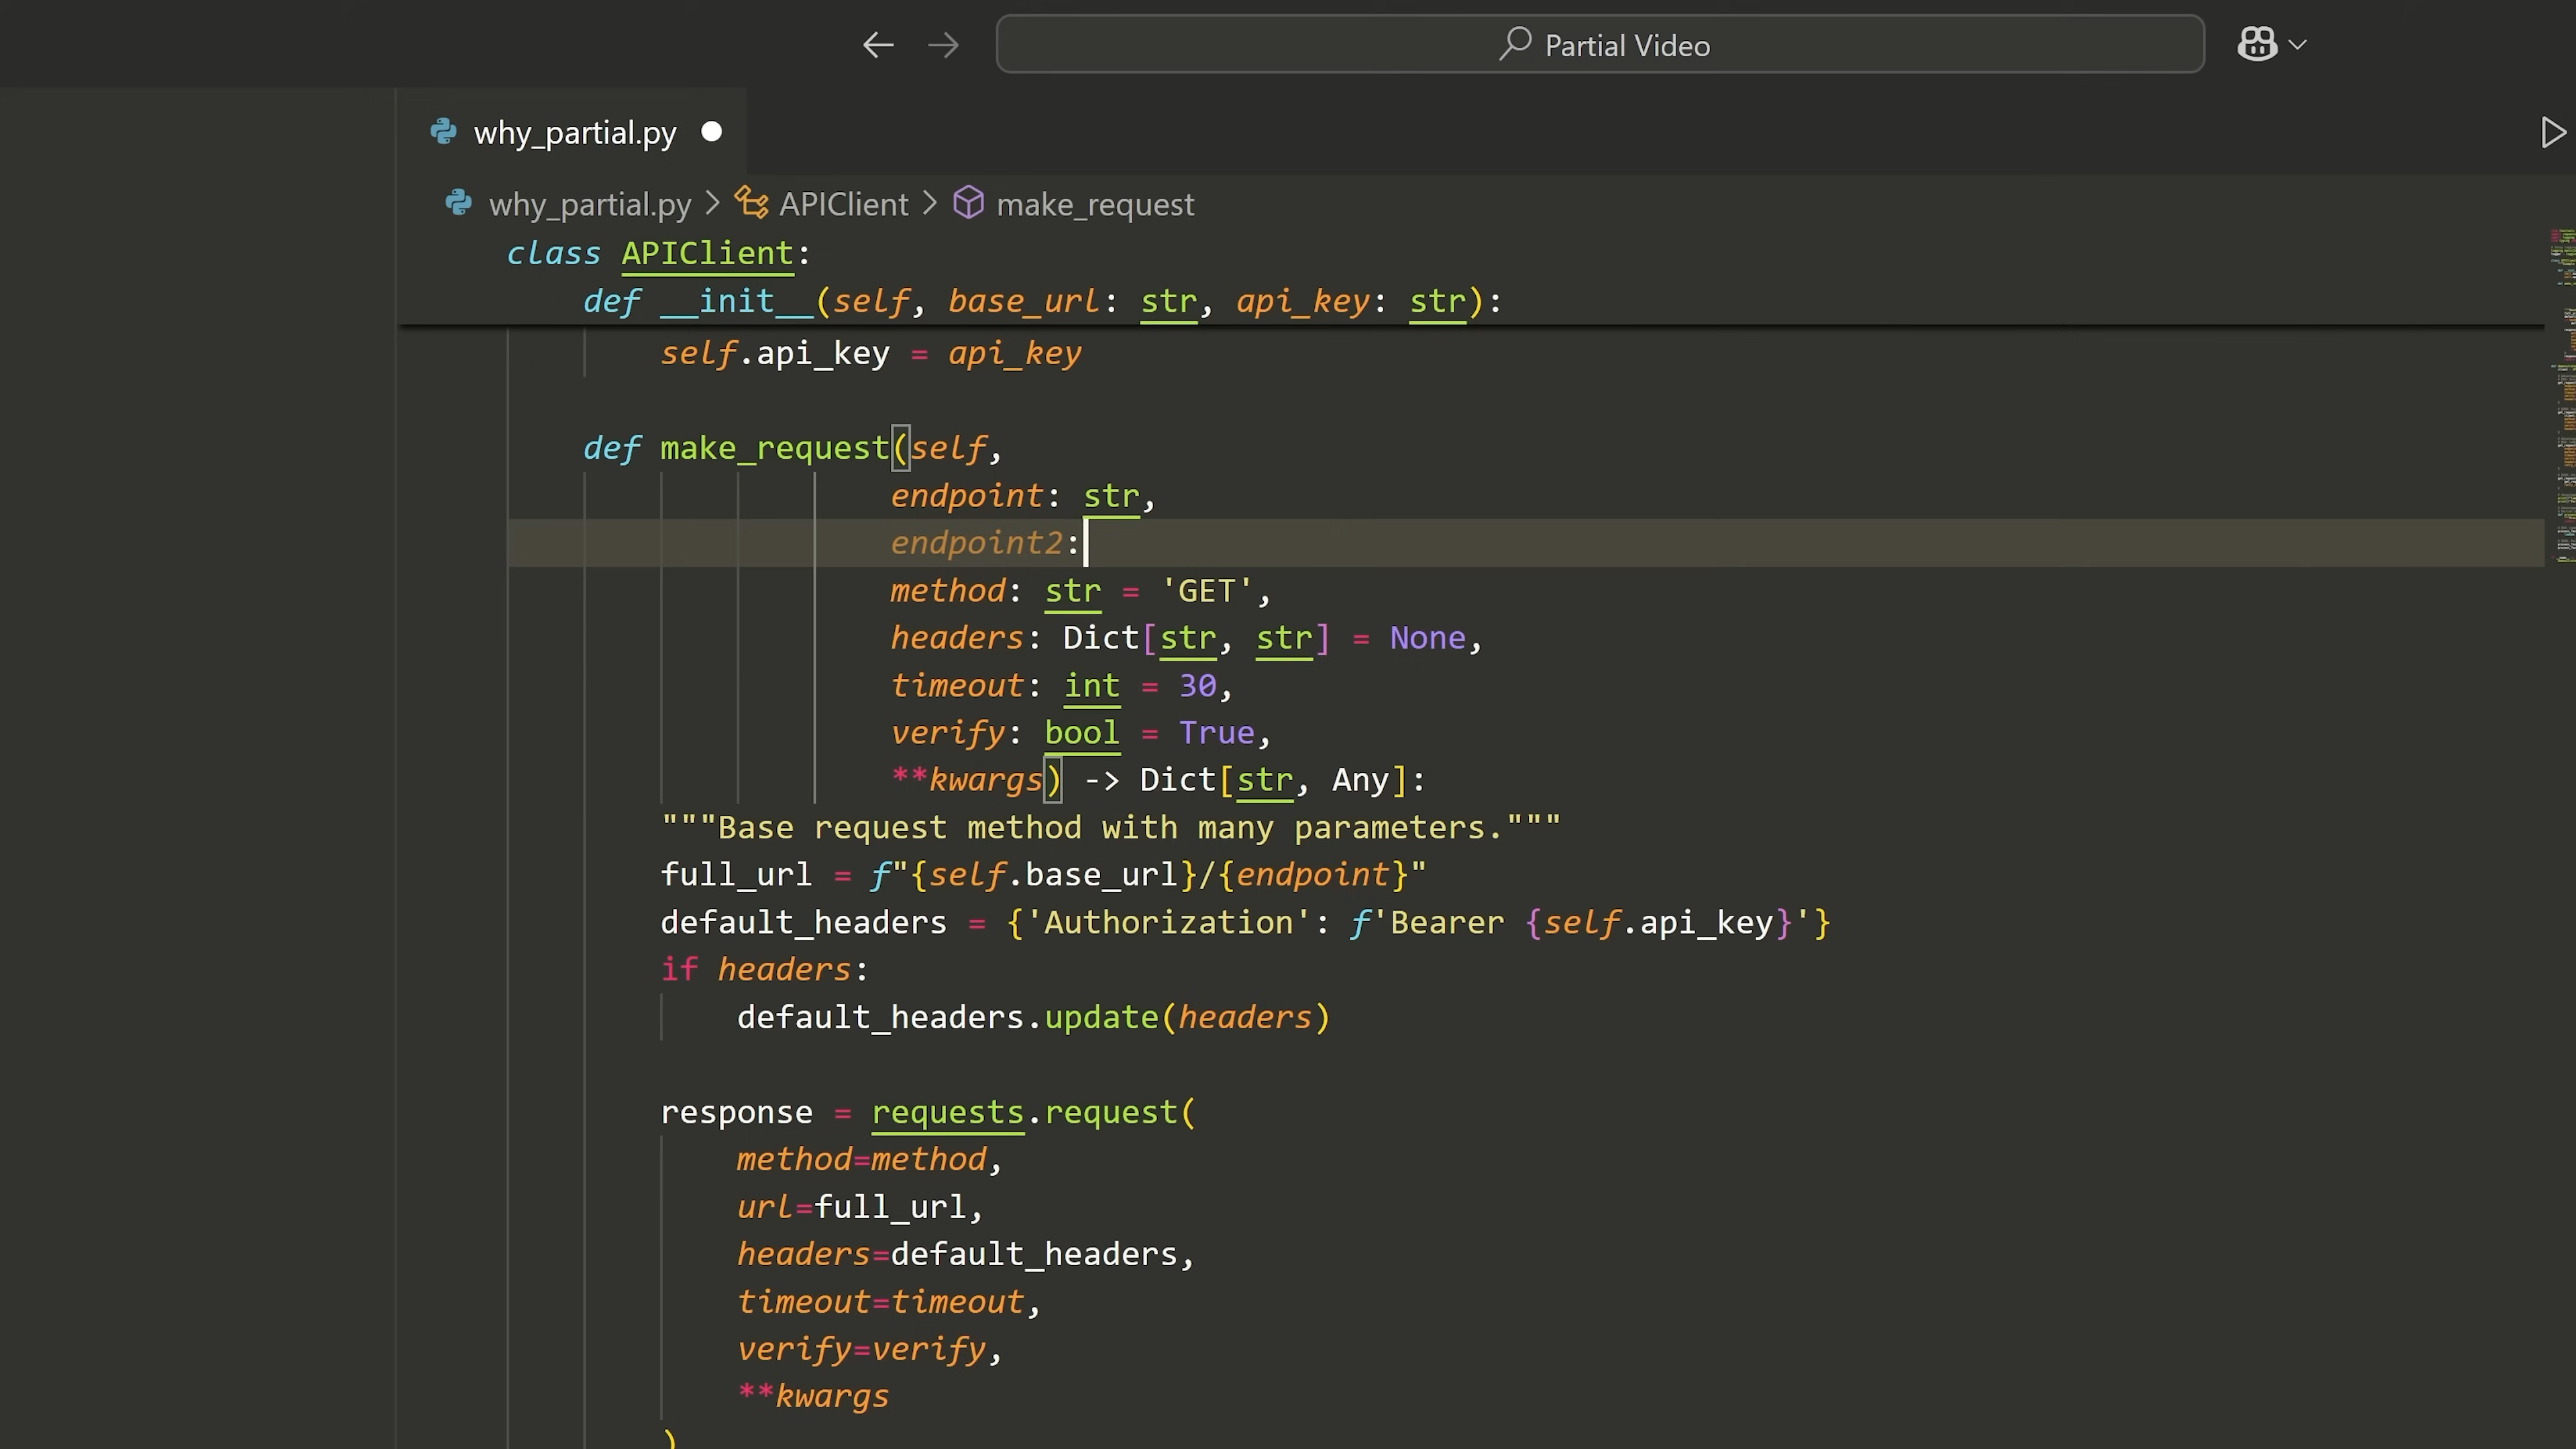 Partial Video
why_partial.py
why_partial.py > APIClient > make_request
class APIClient:
    def __init__(self, base_url: str, api_key: str):
        self.api_key = api_key
    def make_request(self,
                    endpoint: str,
                    endpoint2:
                    method: str = 'GET',
                    headers: Dict[str, str] = None,
                    timeout: int = 30,
                    verify: bool = True,
                    **kwargs) -> Dict[str, Any]:
        """Base request method with many parameters."""
        full_url = f"{self.base_url}/{endpoint}"
        default_headers = {'Authorization': f'Bearer {self.api_key}'}
        if headers:
            default_headers.update(headers)
        response = requests.request(
            method=method,
            url=full_url,
            headers=default_headers,
            timeout=timeout,
            verify=verify,
            **kwargs
        )